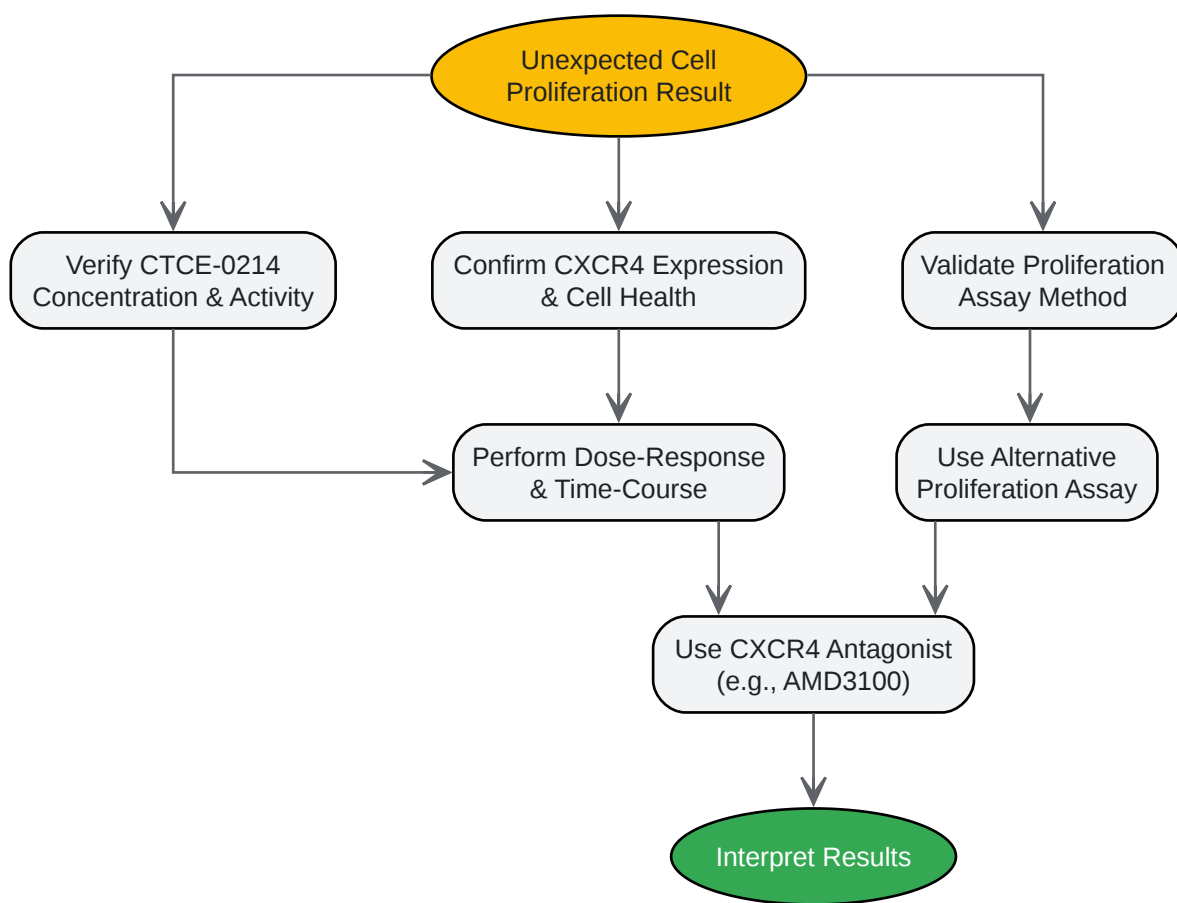 Unexpected Cell
Proliferation Result
Verify CTCE-0214
Concentration & Activity
Confirm CXCR4 Expression
& Cell Health
Validate Proliferation
Assay Method
Perform Dose-Response
& Time-Course
Use Alternative
Proliferation Assay
Use CXCR4 Antagonist
(e.g., AMD3100)
Interpret Results